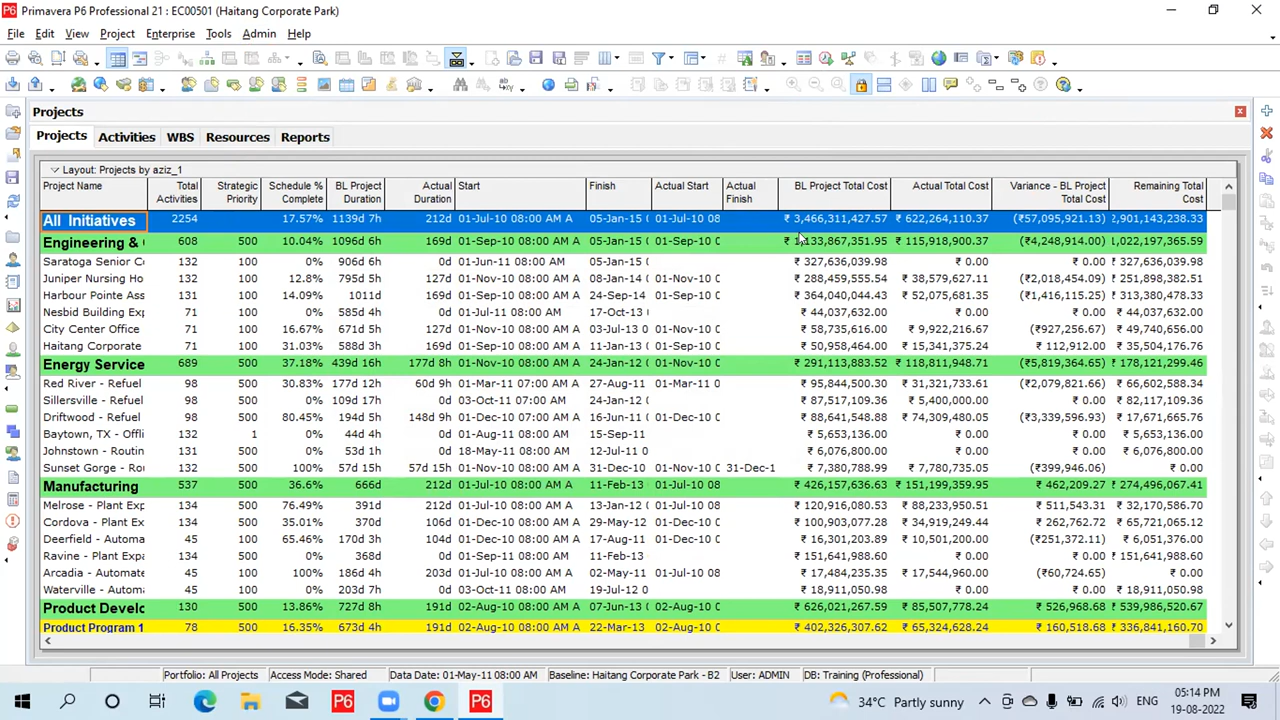 Primavera P6 Professional 21 : EC00501 (Haitang Corporate Park)
File Edit View Project Enterprise Tools Admin Help
Projects
Projects Activities WBS Resources Reports
Layout: Projects by aziz_1
Project Name Total Activities Strategic Priority Schedule % Complete BL Project Duration Actual Duration Start Finish Actual Start Actual Finish BL Project Total Cost Actual Total Cost Variance - BL Project Total Cost Remaining Total Cost
All Initiatives 2254 17.57% 1139d 7h 212d 01-Jul-10 08:00 AM A 05-Jan-15 01-Jul-10 08 ₹ 3,466,311,427.57 ₹ 622,264,110.37 (₹57,095,921.13) 2,901,143,238.33
Engineering & 608 500 10.04% 1096d 6h 169d 01-Sep-10 08:00 AM A 05-Jan-15 01-Sep-10 0 ₹ 1,133,867,351.95 ₹ 115,918,900.37 (₹4,248,914.00) 1,022,197,365.59
Saratoga Senior C 132 100 0% 906d 6h 0d 01-Jun-11 08:00 AM 05-Jan-15 ₹ 327,636,039.98 ₹ 0.00 ₹ 0.00 ₹ 327,636,039.98
Juniper Nursing Ho 132 100 12.8% 795d 5h 127d 01-Nov-10 08:00 AM A 04-Jan-14 01-Nov-10 0 ₹ 288,459,555.54 ₹ 38,579,627.11 (₹2,018,454.09) ₹ 251,898,382.51
Harbour Pointe Ass 131 100 14.09% 1011d 169d 01-Sep-10 08:00 AM A 24-Sep-14 01-Sep-10 0 ₹ 364,040,044.43 ₹ 52,075,681.35 (₹1,416,115.25) ₹ 313,380,478.33
Nesbid Building Ex 71 100 0% 585d 4h 0d 01-Jul-11 08:00 AM 17-Oct-13 ₹ 44,037,632.00 ₹ 0.00 ₹ 0.00 ₹ 44,037,632.00
City Center Office 71 100 16.67% 671d 5h 127d 01-Nov-10 08:00 AM A 03-Jul-13 01-Nov-10 0 ₹ 58,735,616.00 ₹ 9,922,216.67 (₹927,256.67) ₹ 49,740,656.00
Haitang Corporate 71 100 31.03% 588d 3h 169d 01-Sep-10 08:00 AM A 02-Jan-13 01-Sep-10 0 ₹ 50,958,464.00 ₹ 15,341,375.24 ₹ 112,912.00 ₹ 35,504,176.76
Energy Service 689 500 37.18% 439d 16h 177d 8h 01-Nov-10 08:00 AM A 24-Jan-12 01-Nov-10 0 ₹ 291,113,883.52 ₹ 118,811,948.71 (₹5,819,364.65) ₹ 178,121,299.46
Red River - Refuel 98 500 30.83% 177d 12h 60d 9h 01-Mar-11 07:00 AM A 27-Aug-11 01-Mar-11 0 ₹ 95,844,500.30 ₹ 31,321,733.61 (₹2,079,821.66) ₹ 66,602,588.34
Sillersville - Refuel 98 500 0% 109d 17h 0d 03-Oct-11 07:00 AM 24-Jan-12 ₹ 87,517,109.36 ₹ 5,400,000.00 ₹ 0.00 ₹ 82,117,109.36
Driftwood - Refuel 98 500 80.45% 194d 5h 148d 9h 01-Dec-10 07:00 AM A 16-Jun-11 01-Dec-10 0 ₹ 88,641,548.88 ₹ 74,309,480.05 (₹3,339,596.93) ₹ 17,671,665.76
Baytown, TX - Offli 132 1 0% 44d 4h 0d 01-Aug-11 08:00 AM 15-Sep-11 ₹ 5,653,136.00 ₹ 0.00 ₹ 0.00 ₹ 5,653,136.00
Johnstown - Routin 131 500 0% 53d 1h 0d 18-May-11 08:00 AM 15-Jul-11 ₹ 6,076,800.00 ₹ 0.00 ₹ 0.00 ₹ 6,076,800.00
Sunset Gorge - Ro 132 500 100% 57d 15h 57d 15h 01-Nov-10 08:00 AM A 31-Dec-10 01-Nov-10 0 31-Dec-1 ₹ 7,380,788.99 ₹ 7,780,735.05 (₹399,946.06) ₹ 0.00
Manufacturing 537 500 36.6% 666d 212d 01-Jul-10 08:00 AM A 11-Feb-13 01-Jul-10 08 ₹ 426,157,636.63 ₹ 151,199,359.95 ₹ 462,209.27 ₹ 274,496,067.41
Melrose - Plant Exp 134 500 76.49% 391d 212d 01-Jul-10 08:00 AM A 13-Jan-12 01-Jul-10 08 ₹ 120,916,080.53 ₹ 88,233,950.51 ₹ 511,543.31 ₹ 32,170,586.70
Cordova - Plant Ex 134 500 35.01% 370d 106d 01-Dec-10 08:00 AM A 29-May-12 01-Dec-10 0 ₹ 100,903,077.28 ₹ 34,919,249.44 ₹ 262,762.72 ₹ 65,721,065.12
Deerfield - Automa 45 500 65.46% 170d 3h 104d 01-Dec-10 08:00 AM A 17-Aug-11 01-Dec-10 0 ₹ 16,301,203.89 ₹ 10,501,200.00 (₹251,372.11) ₹ 6,051,376.00
Ravine - Plant Expa 134 500 0% 368d 0d 01-Sep-11 08:00 AM 11-Feb-13 ₹ 151,641,988.60 ₹ 0.00 ₹ 0.00 ₹ 151,641,988.60
Arcadia - Automate 45 500 100% 186d 4h 203d 01-Jul-10 08:00 AM A 02-May-11 01-Jul-10 08 ₹ 17,484,235.35 ₹ 17,544,960.00 (₹60,724.65) ₹ 0.00
Waterville - Autom 45 500 0% 203d 7h 0d 03-Oct-11 08:00 AM 19-Jul-12 ₹ 18,911,050.98 ₹ 0.00 ₹ 0.00 ₹ 18,911,050.98
Product Develo 130 500 13.86% 727d 8h 191d 02-Aug-10 08:00 AM A 07-Jun-13 02-Aug-10 0 ₹ 626,021,267.59 ₹ 85,507,778.24 ₹ 526,968.68 ₹ 539,986,520.67
Product Program 1 78 500 16.35% 673d 4h 191d 02-Aug-10 08:00 AM A 22-Mar-13 02-Aug-10 0 ₹ 402,326,307.62 ₹ 65,324,628.24 ₹ 160,518.68 ₹ 336,841,160.70
Portfolio: All Projects Access Mode: Shared Data Date: 01-May-11 08:00 AM Baseline: Haitang Corporate Park - B2 User: ADMIN DB: Training (Professional)
34°C Partly sunny ENG 05:14 PM 19-08-2022